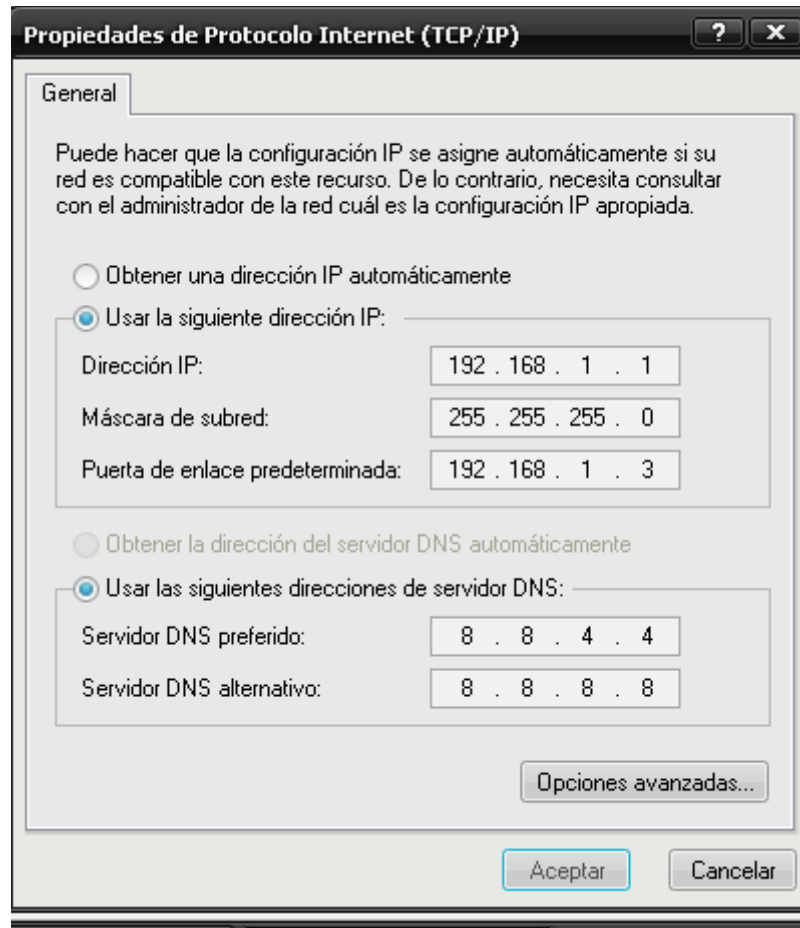 Propiedades de Protocolo Internet (TCP/IP)
General
Puede hacer que la configuración IP se asigne automáticamente si su
red es compatible con este recurso. De lo contrario, necesita consultar
con el administrador de la red cuál es la configuración IP apropiada.
Obtener una dirección IP automáticamente
Usar la siguiente dirección IP:
Dirección IP: 192 . 168 . 1 . 1
Máscara de subred: 255 . 255 . 255 . 0
Puerta de enlace predeterminada: 192 . 168 . 1 . 3
Obtener la dirección del servidor DNS automáticamente
Usar las siguientes direcciones de servidor DNS:
Servidor DNS preferido: 8 . 8 . 4 . 4
Servidor DNS alternativo: 8 . 8 . 8 . 8
Opciones avanzadas...
Aceptar Cancelar